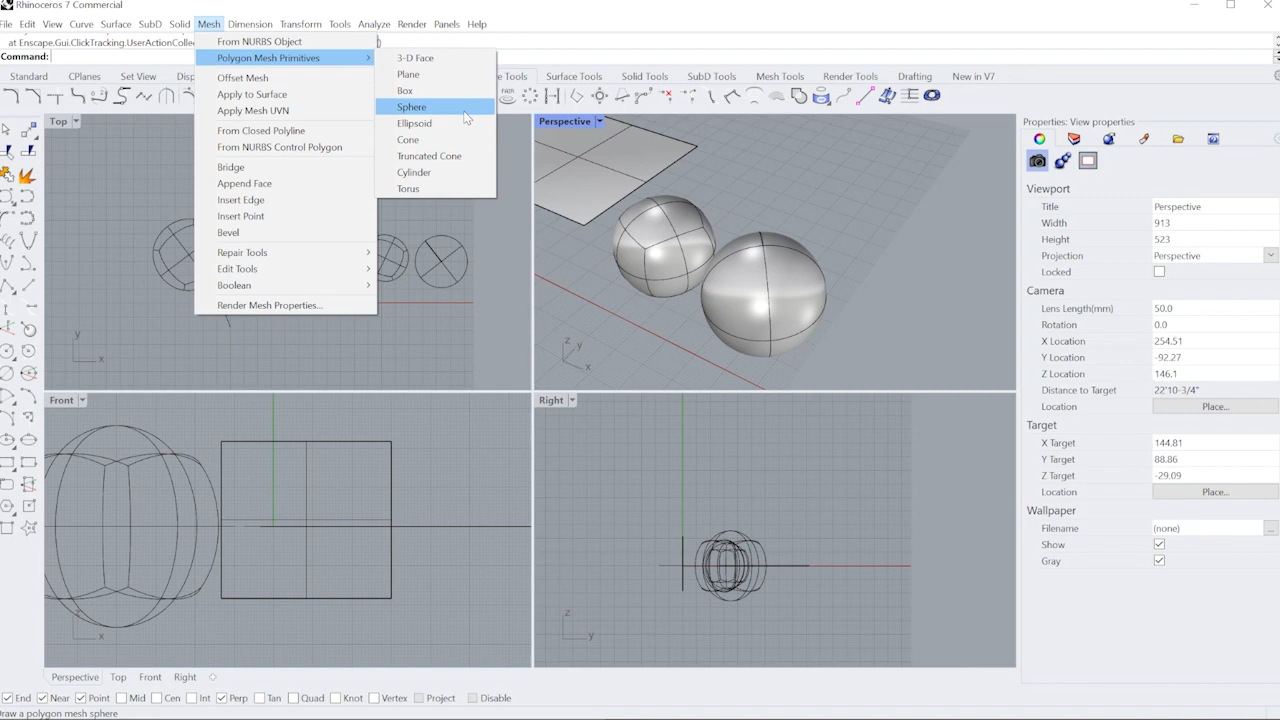 Rhinoceros 7 Commercial
File Edit View Curve Surface SubD Solid Mesh Dimension Transform Tools Analyze Render Panels Help
at Enscape.Gui.ClickTracking.UserActionCollec
Command:
Standard CPlanes Set View Disp e Tools Surface Tools Solid Tools SubD Tools Mesh Tools Render Tools Drafting New in V7
From NURBS Object
Polygon Mesh Primitives
Offset Mesh
Apply to Surface
Apply Mesh UVN
From Closed Polyline
From NURBS Control Polygon
Bridge
Append Face
Insert Edge
Insert Point
Bevel
Repair Tools
Edit Tools
Boolean
Render Mesh Properties...
3-D Face
Plane
Box
Sphere
Ellipsoid
Cone
Truncated Cone
Cylinder
Torus
FAIR
Top
y
x
Perspective
z
y
x
Front
z
x
Right
z
y
Properties: View properties
Viewport
Title Perspective
Width 913
Height 523
Projection Perspective
Locked
Camera
Lens Length(mm) 50.0
Rotation 0.0
X Location 254.51
Y Location -92.27
Z Location 146.1
Distance to Target 22'10-3/4"
Location Place...
Target
X Target 144.81
Y Target 88.86
Z Target -29.09
Location Place...
Wallpaper
Filename (none) ...
Show
Gray
Perspective Top Front Right
End Near Point Mid Cen Int Perp Tan Quad Knot Vertex Project Disable
Draw a polygon mesh sphere